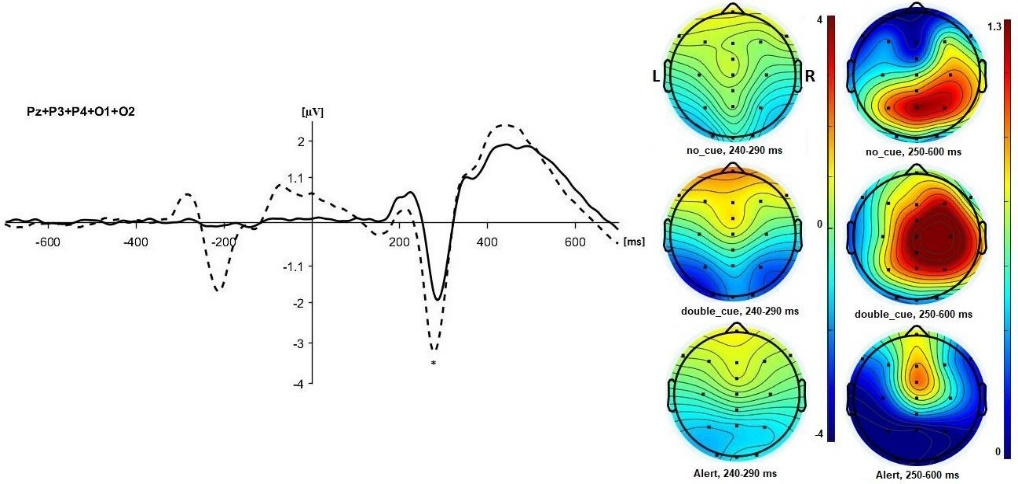 Pz+P3+P4+O1+O2
[µV]
2
1.1
-600
-400
-200
200
400
600
[ms]
-1.1
-2
-3
-4
*
L
R
no_cue, 240-290 ms
double_cue, 240-290 ms
Alert, 240-290 ms
4
0
-4
no_cue, 250-600 ms
double_cue, 250-600 ms
Alert, 250-600 ms
1.3
0